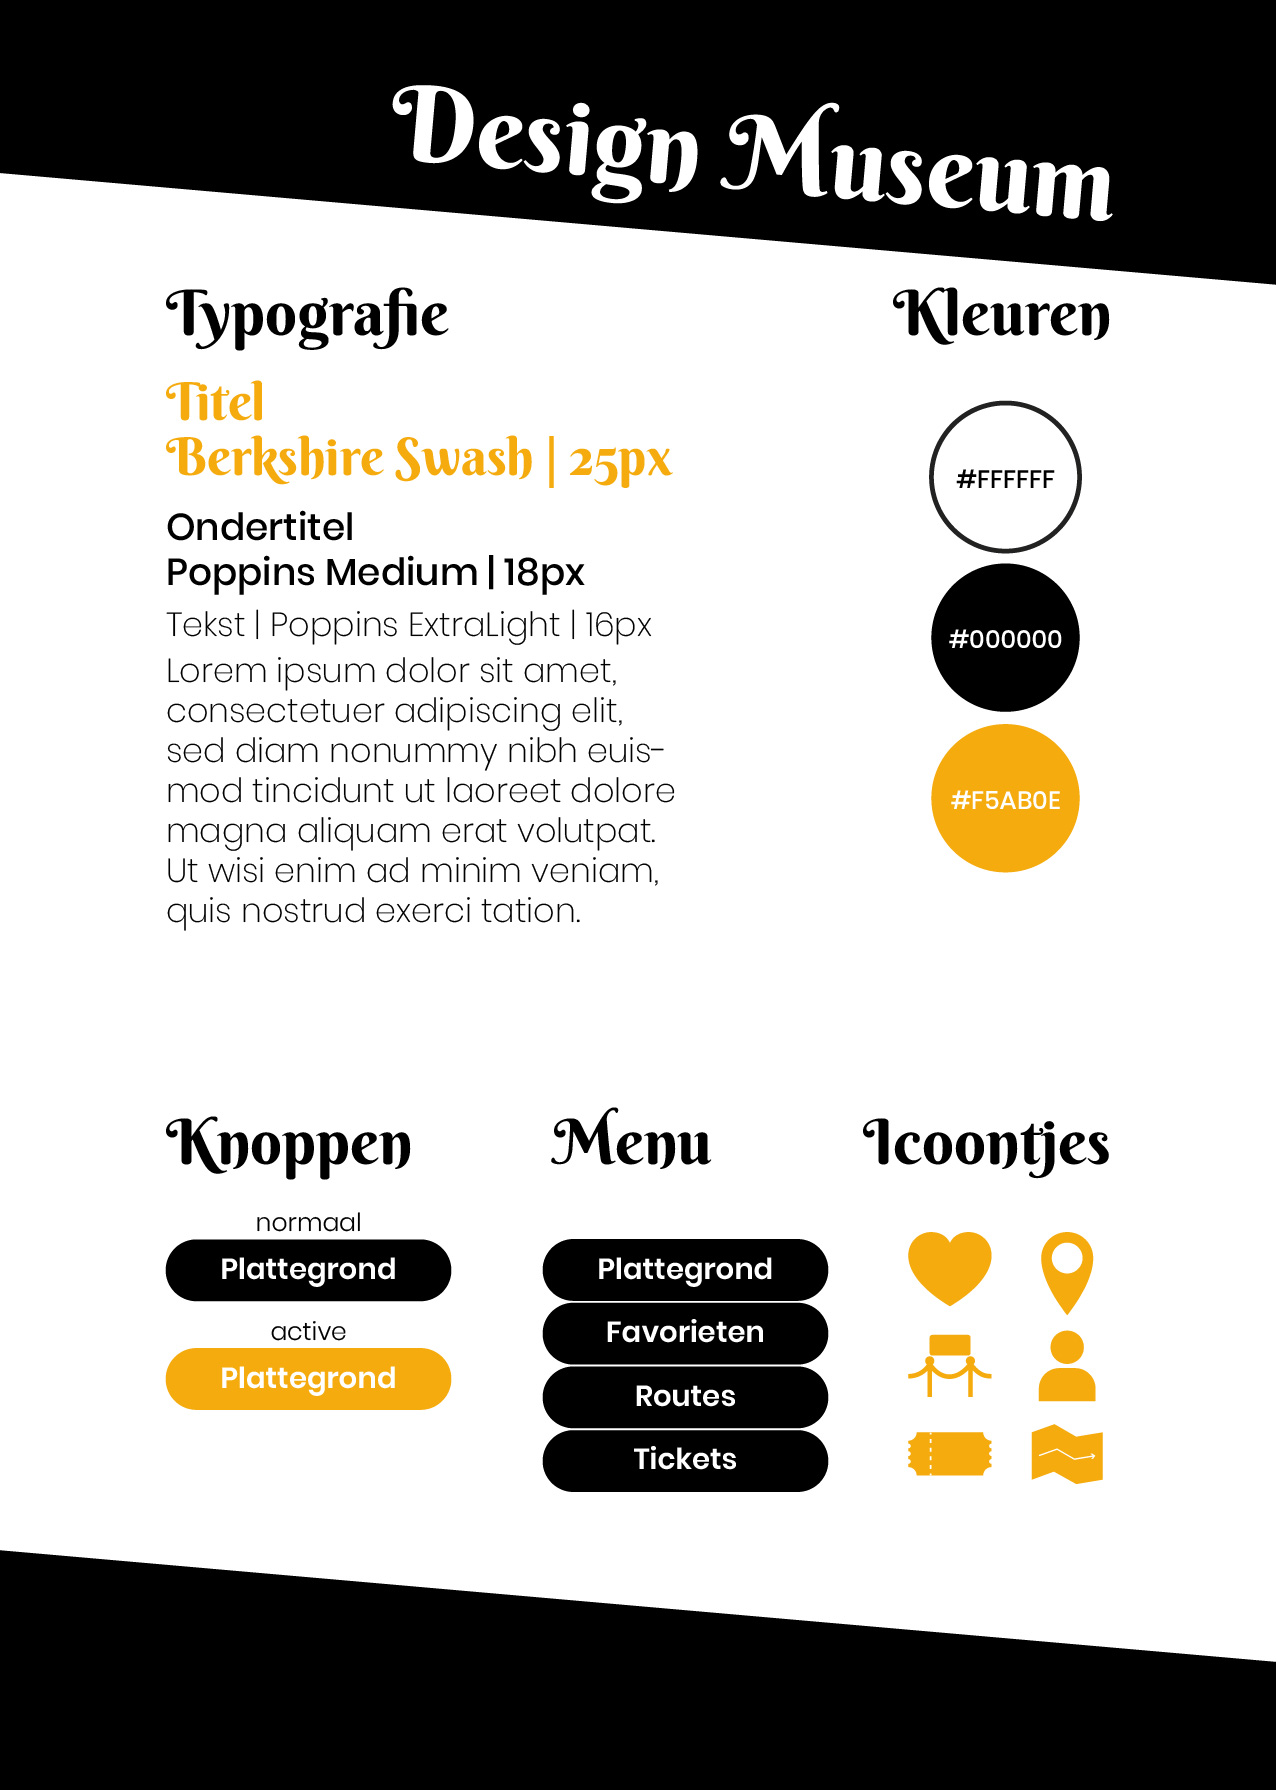 Design Museum
Typografie
Titel
Berkshire Swash | 25px
Ondertitel
Poppins Medium | 18px
Tekst | Poppins ExtraLight | 16px
Lorem ipsum dolor sit amet,
consectetuer adipiscing elit,
sed diam nonummy nibh euis-
mod tincidunt ut laoreet dolore
magna aliquam erat volutpat.
Ut wisi enim ad minim veniam,
quis nostrud exerci tation.
Kleuren
#FFFFFF
#000000
#F5AB0E
Knoppen
normaal
Plattegrond
active
Plattegrond
Menu
Plattegrond
Favorieten
Routes
Tickets
Icoontjes